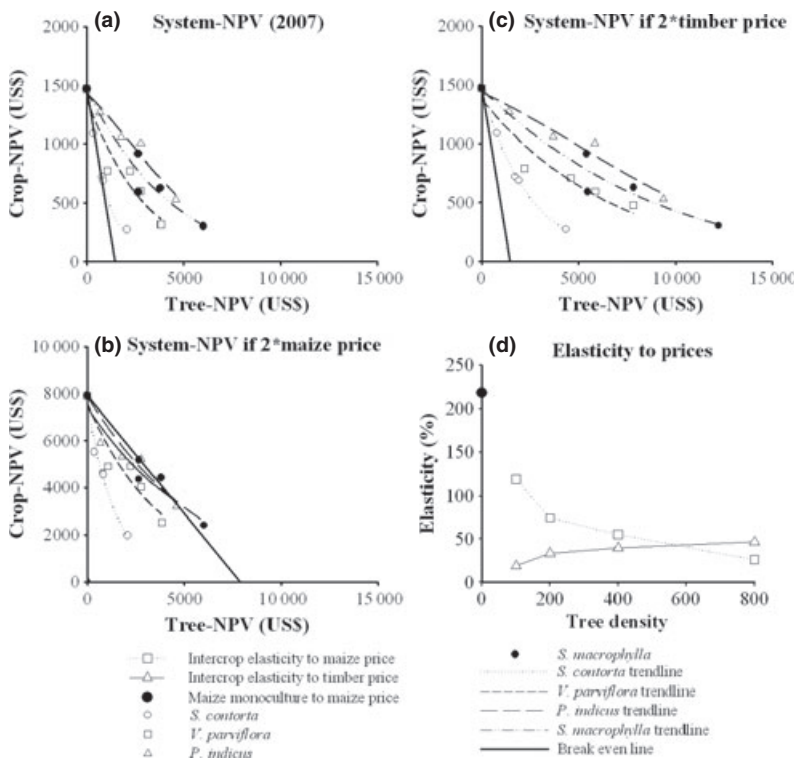 (a) System-NPV (2007)
Crop-NPV (US$)
2000
1500
1000
500
0
0 5000 10 000 15 000
Tree-NPV (US$)
(c) System-NPV if 2*timber price
Crop-NPV (US$)
2000
1500
1000
500
0
0 5000 10 000 15 000
Tree-NPV (US$)
(b) System-NPV if 2*maize price
Crop-NPV (US$)
10 000
8000
6000
4000
2000
0
0 5000 10 000 15 000
Tree-NPV (US$)
(d) Elasticity to prices
Elasticity (%)
250
200
150
100
50
0
0 200 400 600 800
Tree density
Intercrop elasticity to maize price
Intercrop elasticity to timber price
Maize monoculture to maize price
S. contorta
V. parviflora
P. indicus
S. macrophylla
S. contorta trendline
V. parviflora trendline
P. indicus trendline
S. macrophylla trendline
Break even line